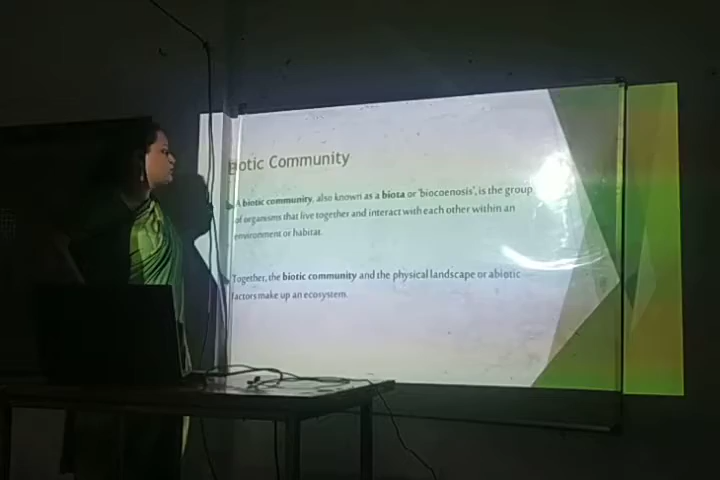 Biotic Community
A biotic community, also known as a biota or 'biocoenosis', is the group
of organisms that live together and interact with each other within an
environment or habitat.
Together, the biotic community and the physical landscape or abiotic
factors make up an ecosystem.